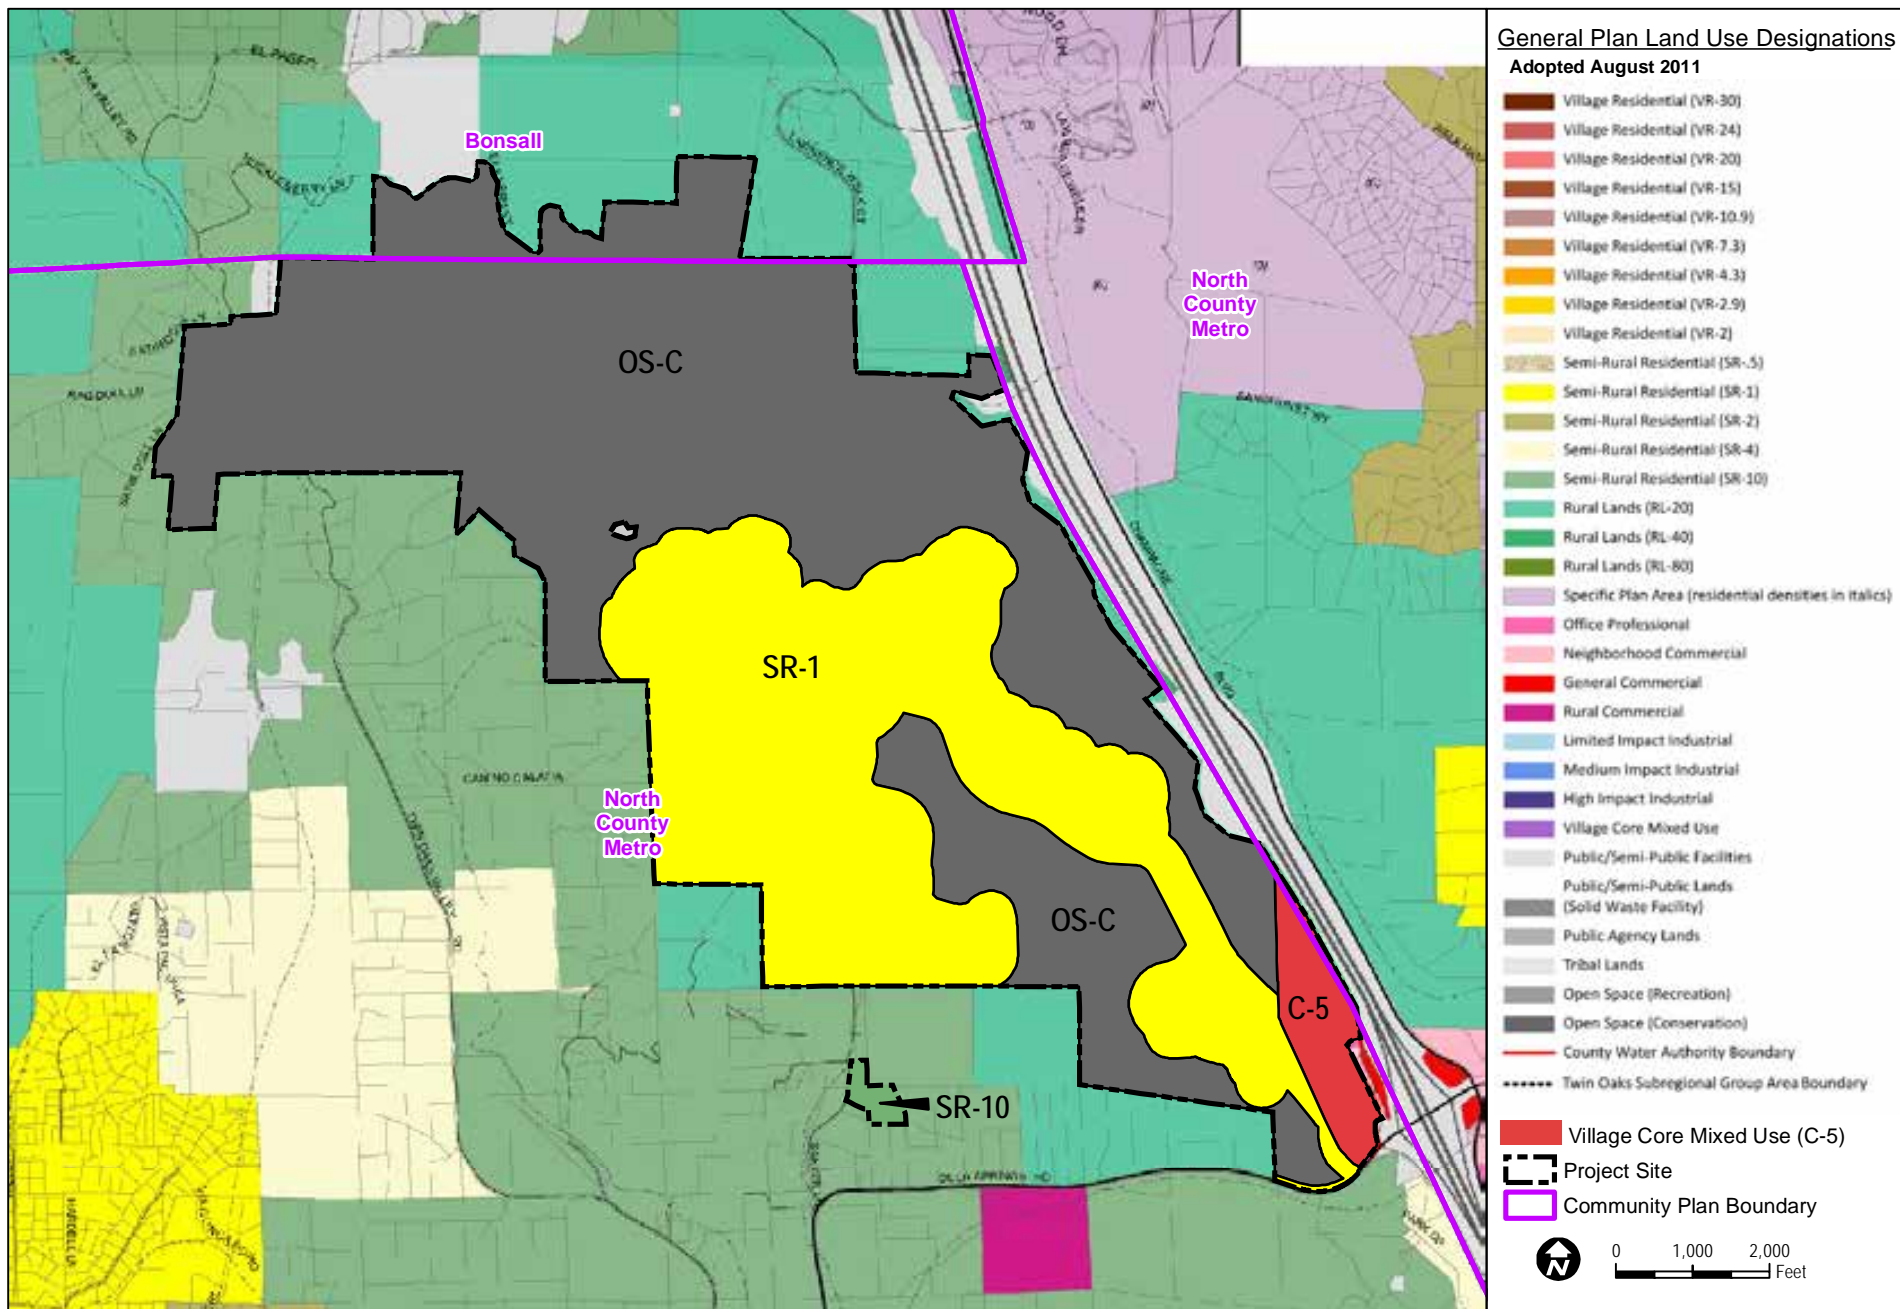 Bonsall
North
County
Metro
OS-C
SR-1
North
County
Metro
OS-C
C-5
SR-10
CHAPARRAL
BLVD
General Plan Land Use Designations
Adopted August 2011
Village Residential (VR-30)
Village Residential (VR-24)
Village Residential (VR-20)
Village Residential (VR-15)
Village Residential (VR-10.9)
Village Residential (VR-7.3)
Village Residential (VR-4.3)
Village Residential (VR-2.9)
Village Residential (VR-2)
Semi-Rural Residential (SR-.5)
Semi-Rural Residential (SR-1)
Semi-Rural Residential (SR-2)
Semi-Rural Residential (SR-4)
Semi-Rural Residential (SR-10)
Rural Lands (RL-20)
Rural Lands (RL-40)
Rural Lands (RL-80)
Specific Plan Area (residential densities in italics)
Office Professional
Neighborhood Commercial
General Commercial
Rural Commercial
Limited Impact Industrial
Medium Impact Industrial
High Impact Industrial
Village Core Mixed Use
Public/Semi-Public Facilities
Public/Semi-Public Lands
(Solid Waste Facility)
Public Agency Lands
Tribal Lands
Open Space (Recreation)
Open Space (Conservation)
County Water Authority Boundary
Twin Oaks Subregional Group Area Boundary
Village Core Mixed Use (C-5)
Project Site
Community Plan Boundary
N
0 1,000 2,000
Feet